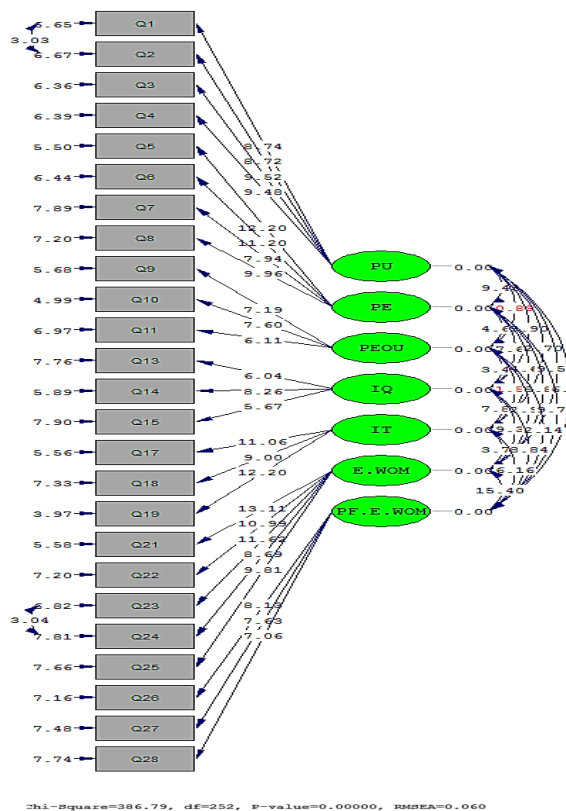 6.65 Q1
3.03
6.67 Q2
6.36 Q3
6.39 Q4
5.50 Q5
6.44 Q6
7.89 Q7
7.20 Q8
5.68 Q9
4.99 Q10
6.97 Q11
7.76 Q13
5.89 Q14
7.90 Q15
5.56 Q17
7.33 Q18
3.97 Q19
5.58 Q21
7.20 Q22
6.82 Q23
3.04
7.81 Q24
7.66 Q25
7.16 Q26
7.48 Q27
7.74 Q28
8.74
8.72
9.52
9.48
12.20
11.20
7.94
9.96
7.19
7.60
6.11
6.04
8.26
5.67
11.06
9.00
12.20
13.11
10.99
11.62
8.69
9.81
8.13
7.63
7.06
PU 0.00
PE 0.00
PEOU 0.00
IQ 0.00
IT 0.00
E.WOM 0.00
PF.E.WOM 0.00
15.40
Chi-Square=386.79, df=252, P-value=0.00000, RMSEA=0.060